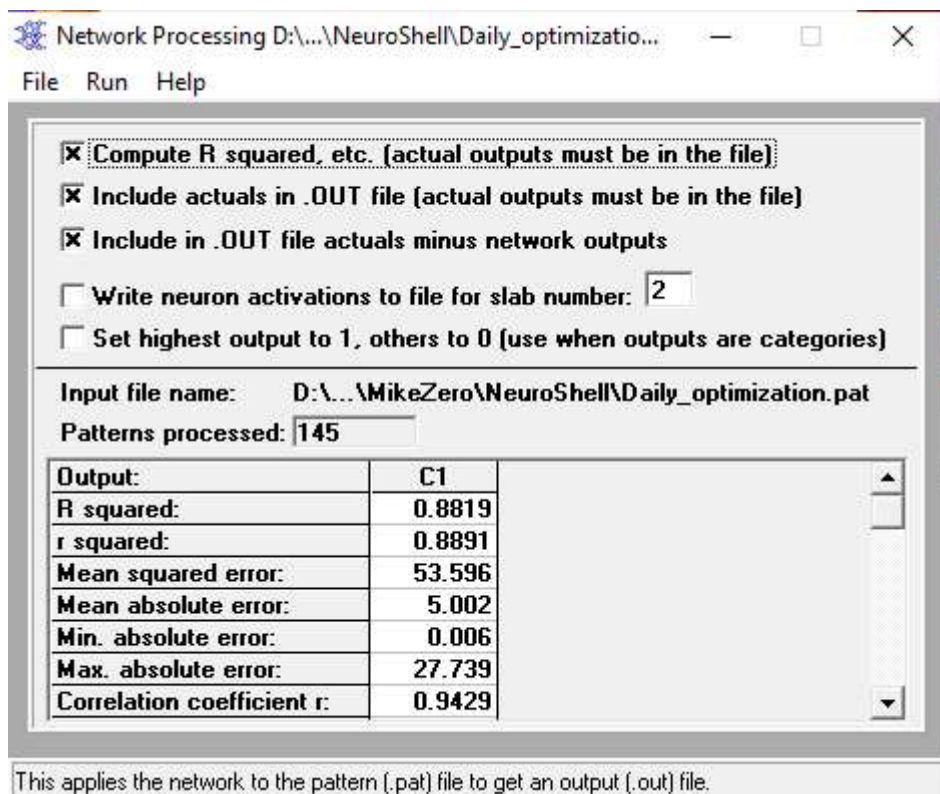 Network Processing D:\...\NeuroShell\Daily_optimizatio...
File Run Help
Compute R squared, etc. (actual outputs must be in the file)
Include actuals in .OUT file (actual outputs must be in the file)
Include in .OUT file actuals minus network outputs
Write neuron activations to file for slab number: 2
Set highest output to 1, others to 0 (use when outputs are categories)
Input file name: D:\...\MikeZero\NeuroShell\Daily_optimization.pat
Patterns processed: 145
Output: C1
R squared: 0.8819
r squared: 0.8891
Mean squared error: 53.596
Mean absolute error: 5.002
Min. absolute error: 0.006
Max. absolute error: 27.739
Correlation coefficient r: 0.9429
This applies the network to the pattern (.pat) file to get an output (.out) file.